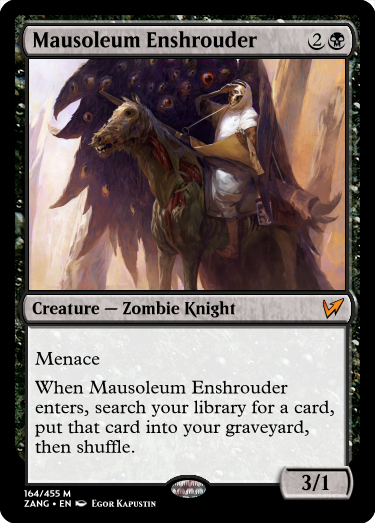 Mausoleum Enshrouder 2
Creature — Zombie Knight
Menace
When Mausoleum Enshrouder
enters, search your library for a card,
put that card into your graveyard,
then shuffle.
3/1
164/455 M
ZANG • EN Egor Kapustin